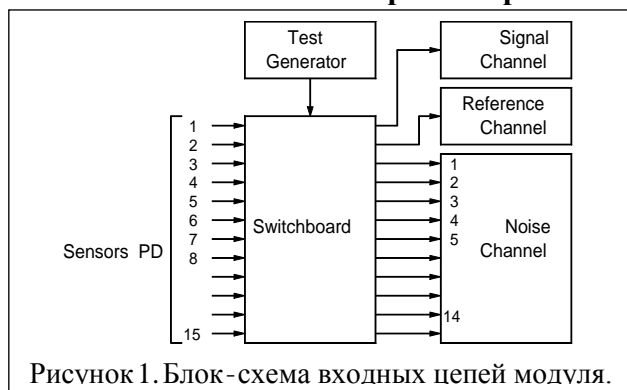 Test
Generator
Signal
Channel
Reference
Channel
Sensors PD
1
2
3
4
5
6
7
8
15
Switchboard
1
2
3
4
5
14
Noise
Channel
Рисунок 1. Блок-схема входных цепей модуля.